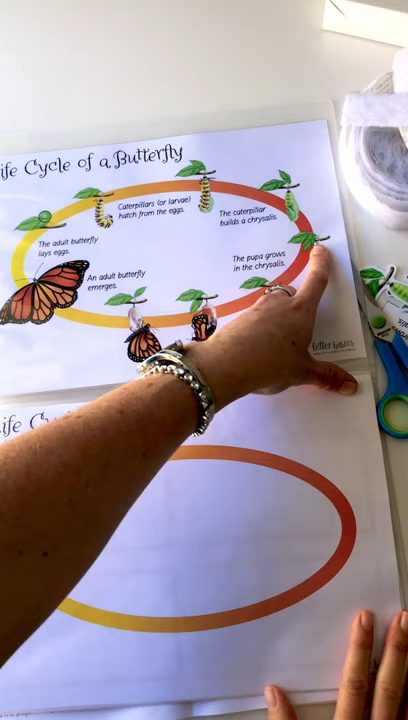 ife Cycle of a Butterfly
Caterpillars (or larvae)
hatch from the eggs.
The caterpillar
builds a chrysalis.
The adult butterfly
lays eggs.
The pupa grows
in the chrysalis.
An adult butterfly
emerges.
ife C